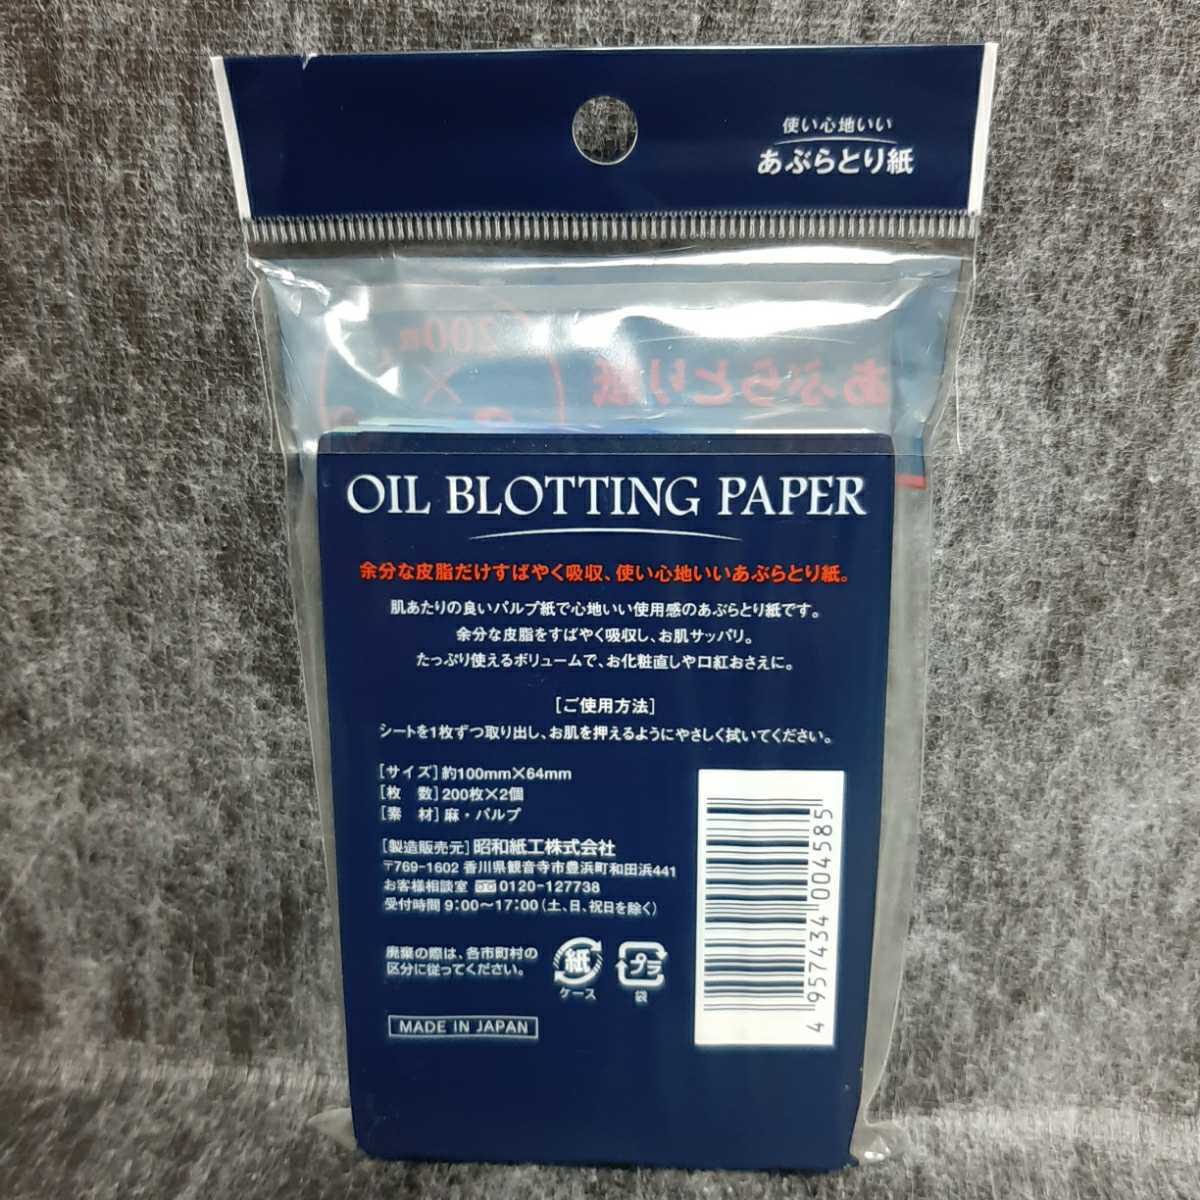 使い心地いい
あぶらとり紙
200枚
×
2
あぶらとり紙
OIL BLOTTING PAPER
余分な皮脂だけすばやく吸収、使い心地いいあぶらとり紙。
肌あたりの良いパルプ紙で心地いい使用感のあぶらとり紙です。
余分な皮脂をすばやく吸収し、お肌サッパリ。
たっぷり使えるボリュームで、お化粧直しや口紅おさえに。
[ご使用方法]
シートを1枚ずつ取り出し、お肌を押えるようにやさしく拭いてください。
[サイズ] 約100mm×64mm
[枚　数] 200枚×2個
[素　材] 麻・パルプ
[製造販売元] 昭和紙工株式会社
〒769-1602 香川県観音寺市豊浜町和田浜441
お客様相談室 0120-127738
受付時間 9:00〜17:00(土、日、祝日を除く)
廃棄の際は、各市町村の
区分に従ってください。
紙
ケース
プラ
袋
MADE IN JAPAN
4 957434 004585